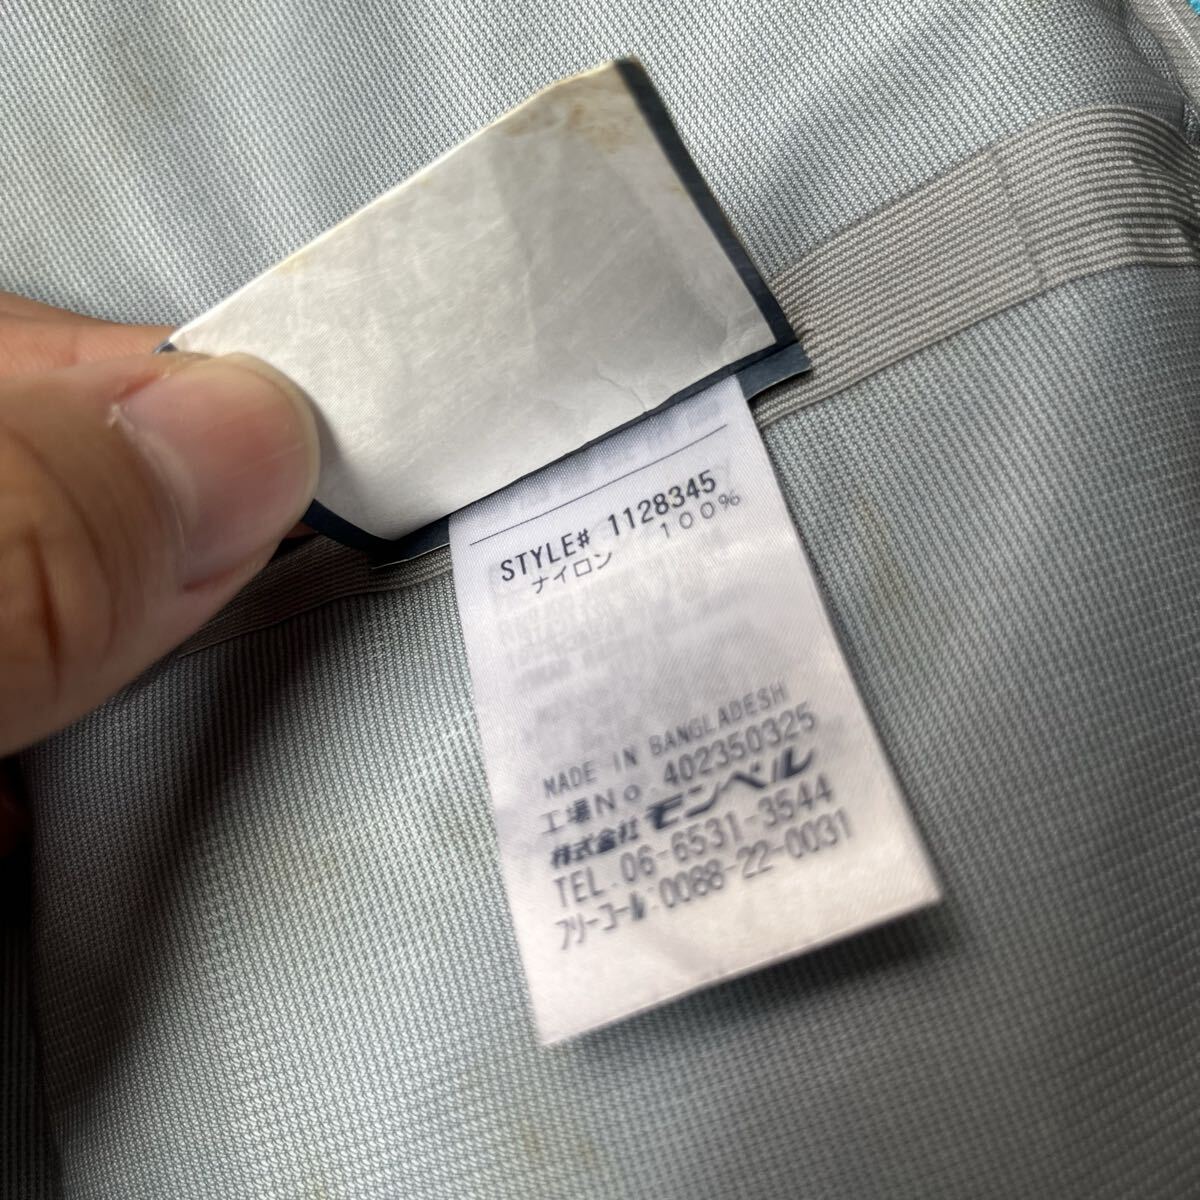 STYLE# 1128345
ナイロン 100%
MADE IN BANGLADESH
工場No.402350325
株式会社 モンベル
TEL.06-6531-3544
フリーコール:0088-22-0031